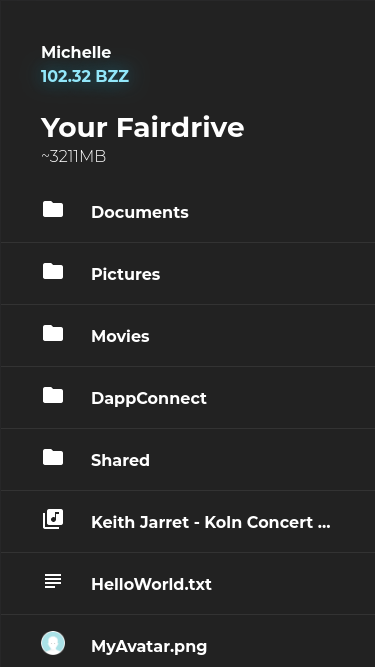 Michelle
102.32 BZZ
Your Fairdrive
~3211MB
Documents
Pictures
Movies
DappConnect
Shared
Keith Jarret - Koln Concert ...
HelloWorld.txt
MyAvatar.png